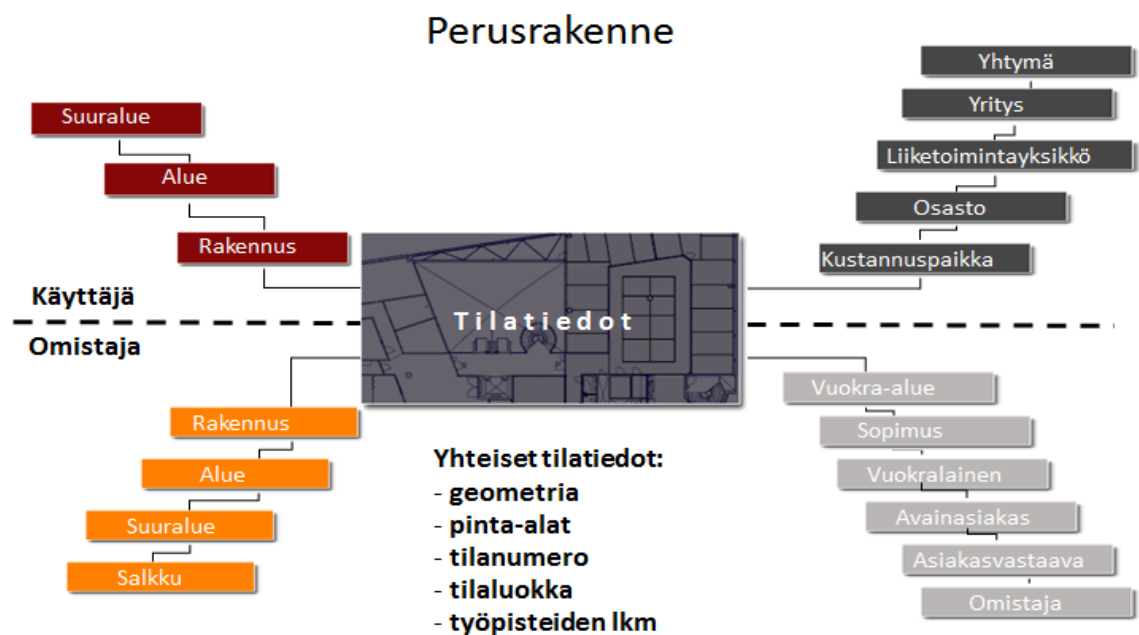 Perusrakenne
Suuralue
Alue
Rakennus
Yhtymä
Yritys
Liiketoimintayksikkö
Osasto
Kustannuspaikka
Käyttäjä
Tilatiedot
Omistaja
Rakennus
Alue
Suuralue
Salkku
Yhteiset tilatiedot:
- geometria
- pinta-alat
- tilanumero
- tilaluokka
- työpisteiden lkm
Vuokra-alue
Sopimus
Vuokralainen
Avainasiakas
Asiakasvastaava
Omistaja